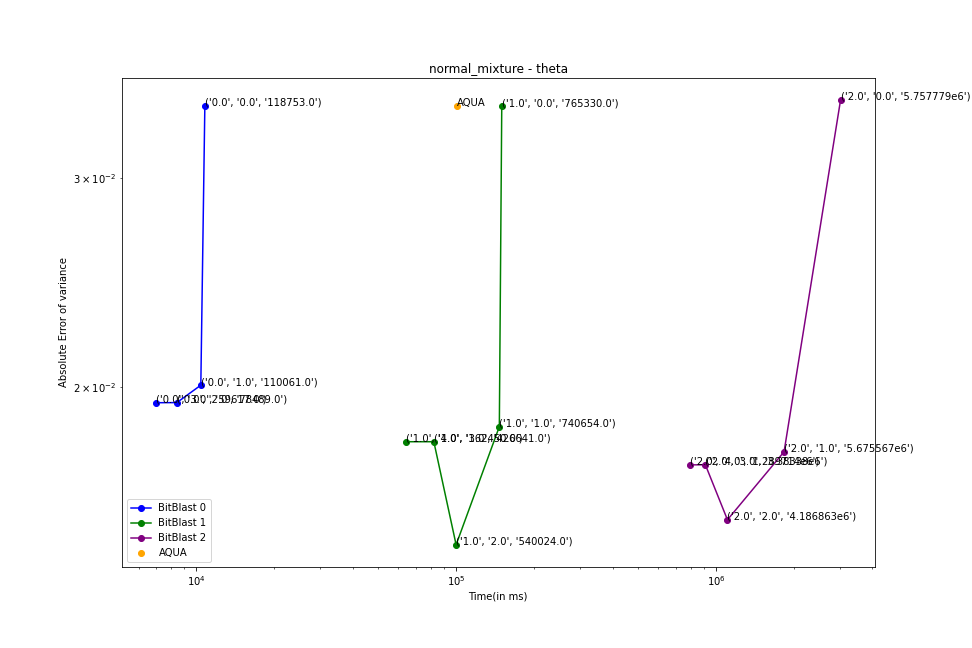 normal_mixture - theta
('2.0', '0.0', '5.757779e6')
('0.0', '0.0', '118753.0')
AQUA
('1.0', '0.0', '765330.0')
3 × 10⁻²
Absolute Error of variance
2 × 10⁻²
('0.0', '1.0', '110061.0')
('1.0', '1.0', '740654.0')
('2.0', '1.0', '5.675567e6')
('2.0', '2.0', '4.186863e6')
('1.0', '2.0', '540024.0')
BitBlast 0
BitBlast 1
BitBlast 2
AQUA
10⁴
10⁵
10⁶
Time(in ms)